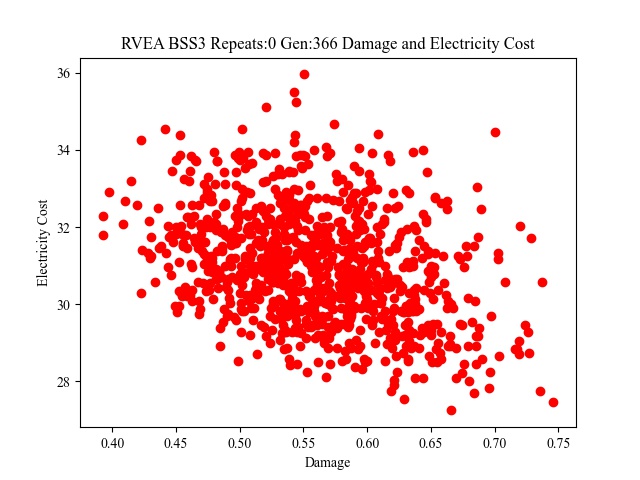 RVEA BSS3 Repeats:0 Gen:366 Damage and Electricity Cost
36
34
32
30
28
Electricity Cost
0.40 0.45 0.50 0.55 0.60 0.65 0.70 0.75
Damage